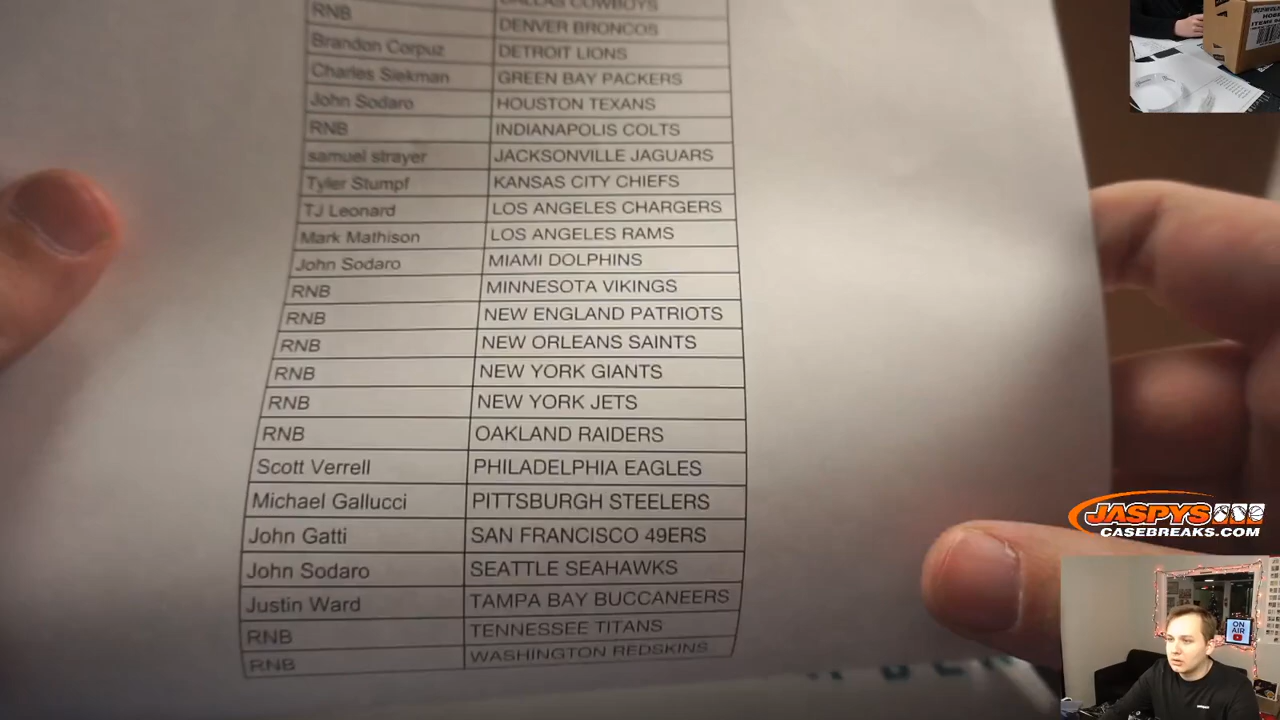 DALLAS COWBOYS
RNB DENVER BRONCOS
Brandon Corpuz DETROIT LIONS
Charles Siekman GREEN BAY PACKERS
John Sodaro HOUSTON TEXANS
RNB INDIANAPOLIS COLTS
samuel strayer JACKSONVILLE JAGUARS
Tyler Stumpf KANSAS CITY CHIEFS
TJ Leonard LOS ANGELES CHARGERS
Mark Mathison LOS ANGELES RAMS
John Sodaro MIAMI DOLPHINS
RNB MINNESOTA VIKINGS
RNB NEW ENGLAND PATRIOTS
RNB NEW ORLEANS SAINTS
RNB NEW YORK GIANTS
RNB NEW YORK JETS
RNB OAKLAND RAIDERS
Scott Verrell PHILADELPHIA EAGLES
Michael Gallucci PITTSBURGH STEELERS
John Gatti SAN FRANCISCO 49ERS
John Sodaro SEATTLE SEAHAWKS
Justin Ward TAMPA BAY BUCCANEERS
RNB TENNESSEE TITANS
RNB WASHINGTON REDSKINS
JASPYS
CASEBREAKS.COM
ON
AIR